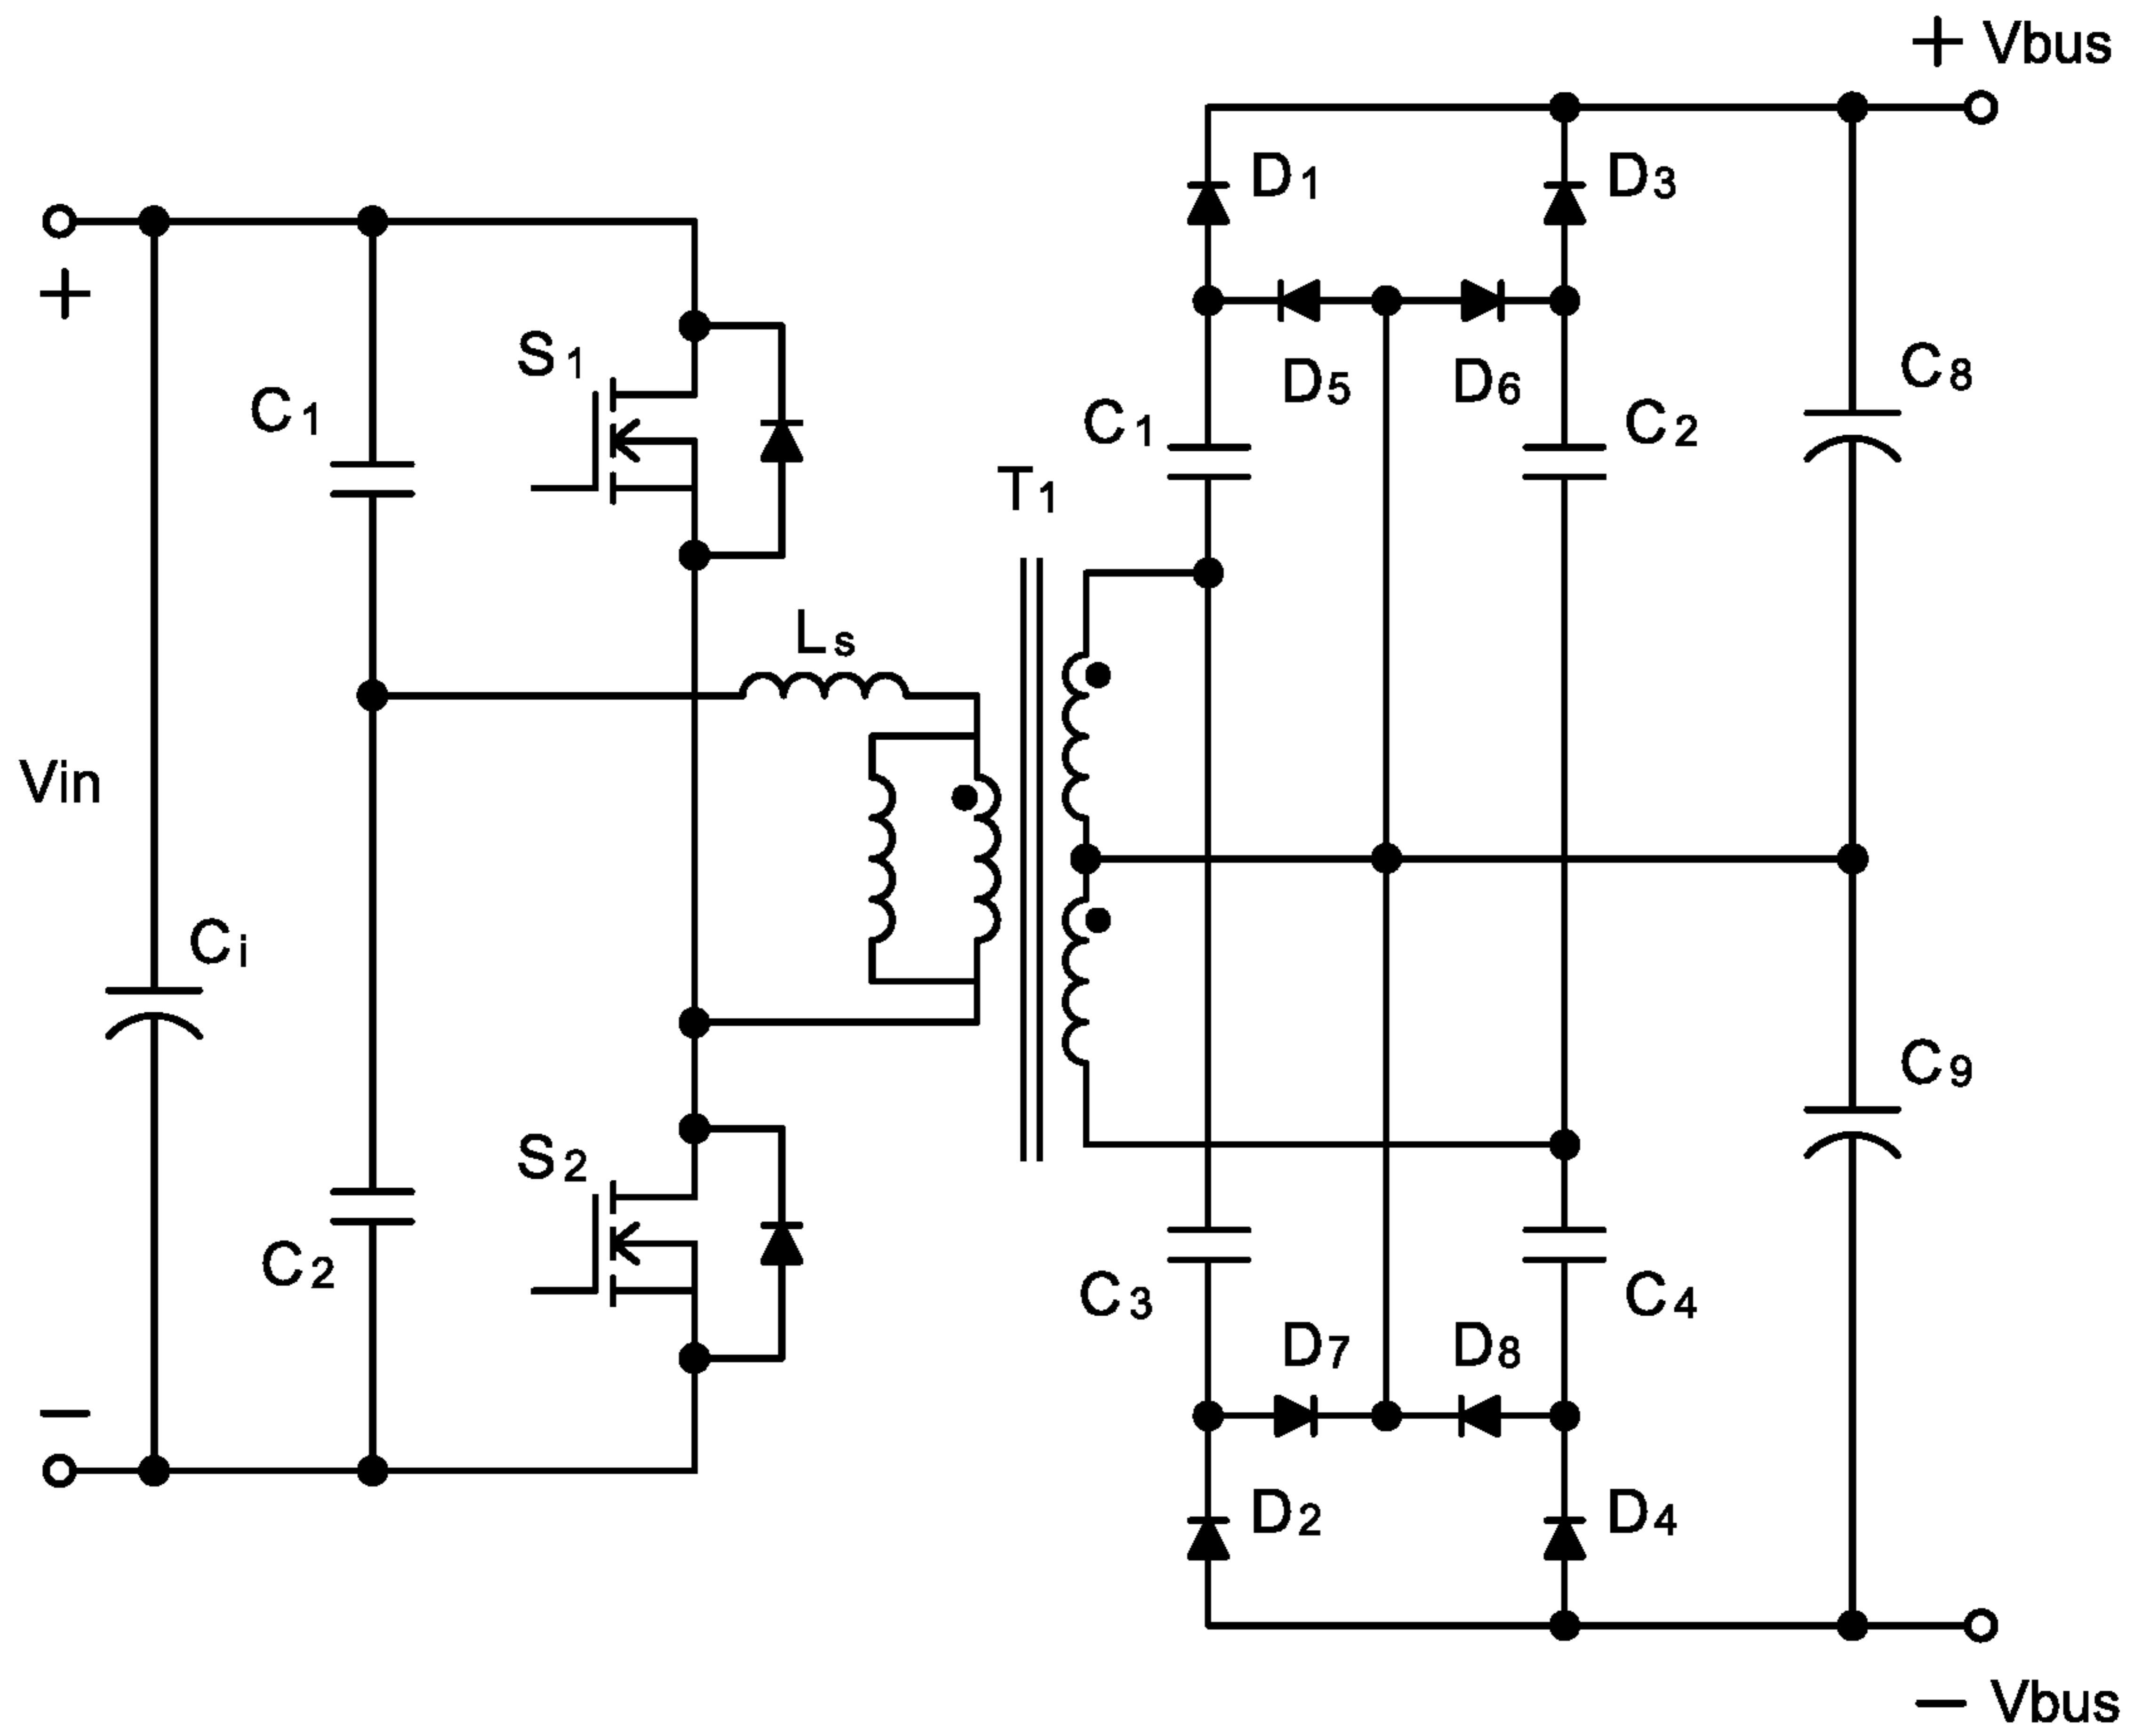 + Vbus
D1
D3
+
S1
D5
D6
C8
C1
C1
C2
T1
Ls
Vin
Ci
C9
S2
C2
C3
C4
D7
D8
−
D2
D4
− Vbus